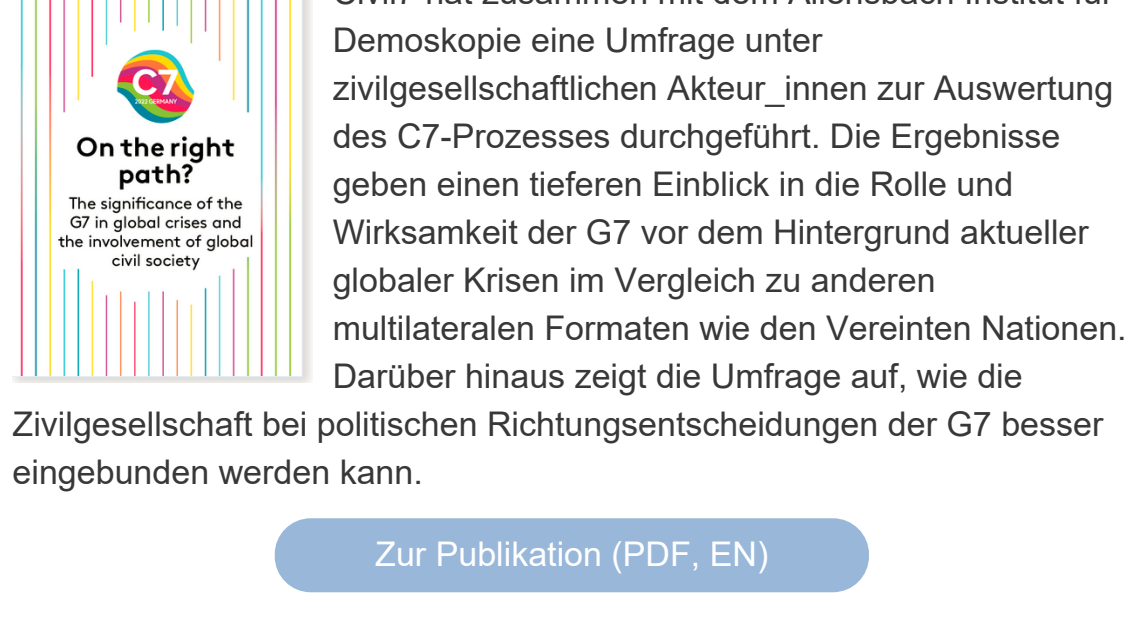 C7
2022 GERMANY
On the right
path?
The significance of the
G7 in global crises and
the involvement of global
civil society
Demoskopie eine Umfrage unter
zivilgesellschaftlichen Akteur_innen zur Auswertung
des C7-Prozesses durchgeführt. Die Ergebnisse
geben einen tieferen Einblick in die Rolle und
Wirksamkeit der G7 vor dem Hintergrund aktueller
globaler Krisen im Vergleich zu anderen
multilateralen Formaten wie den Vereinten Nationen.
Darüber hinaus zeigt die Umfrage auf, wie die
Zivilgesellschaft bei politischen Richtungsentscheidungen der G7 besser
eingebunden werden kann.
Zur Publikation (PDF, EN)